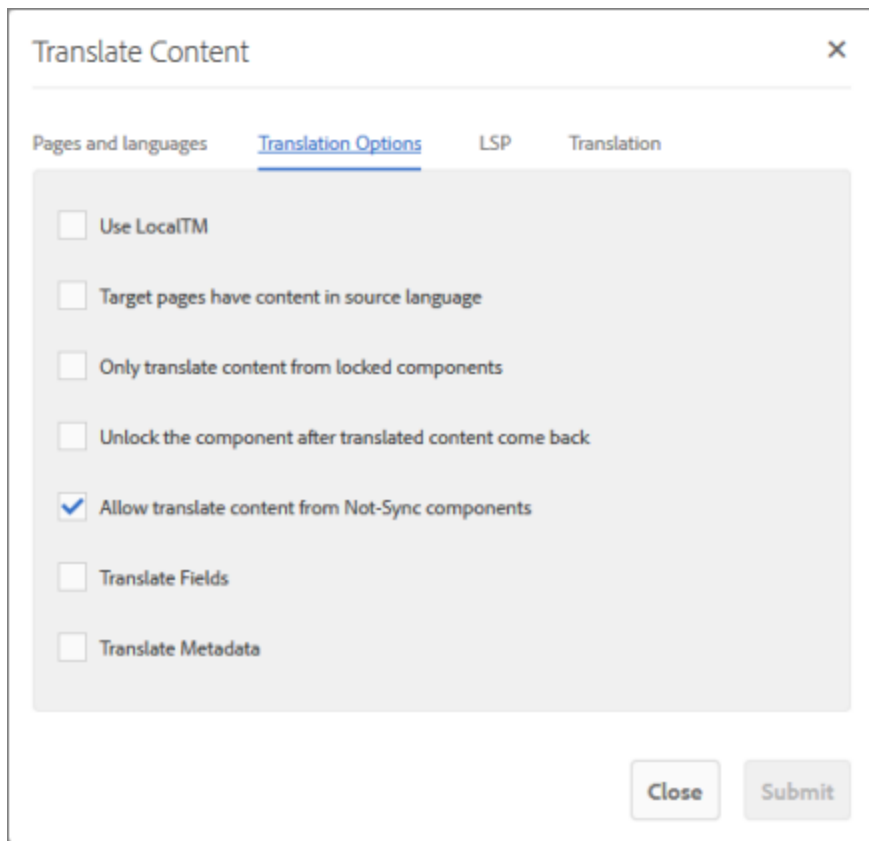 Translate Content
Pages and languages Translation Options LSP Translation
Use LocalTM
Target pages have content in source language
Only translate content from locked components
Unlock the component after translated content come back
Allow translate content from Not-Sync components
Translate Fields
Translate Metadata
Close Submit